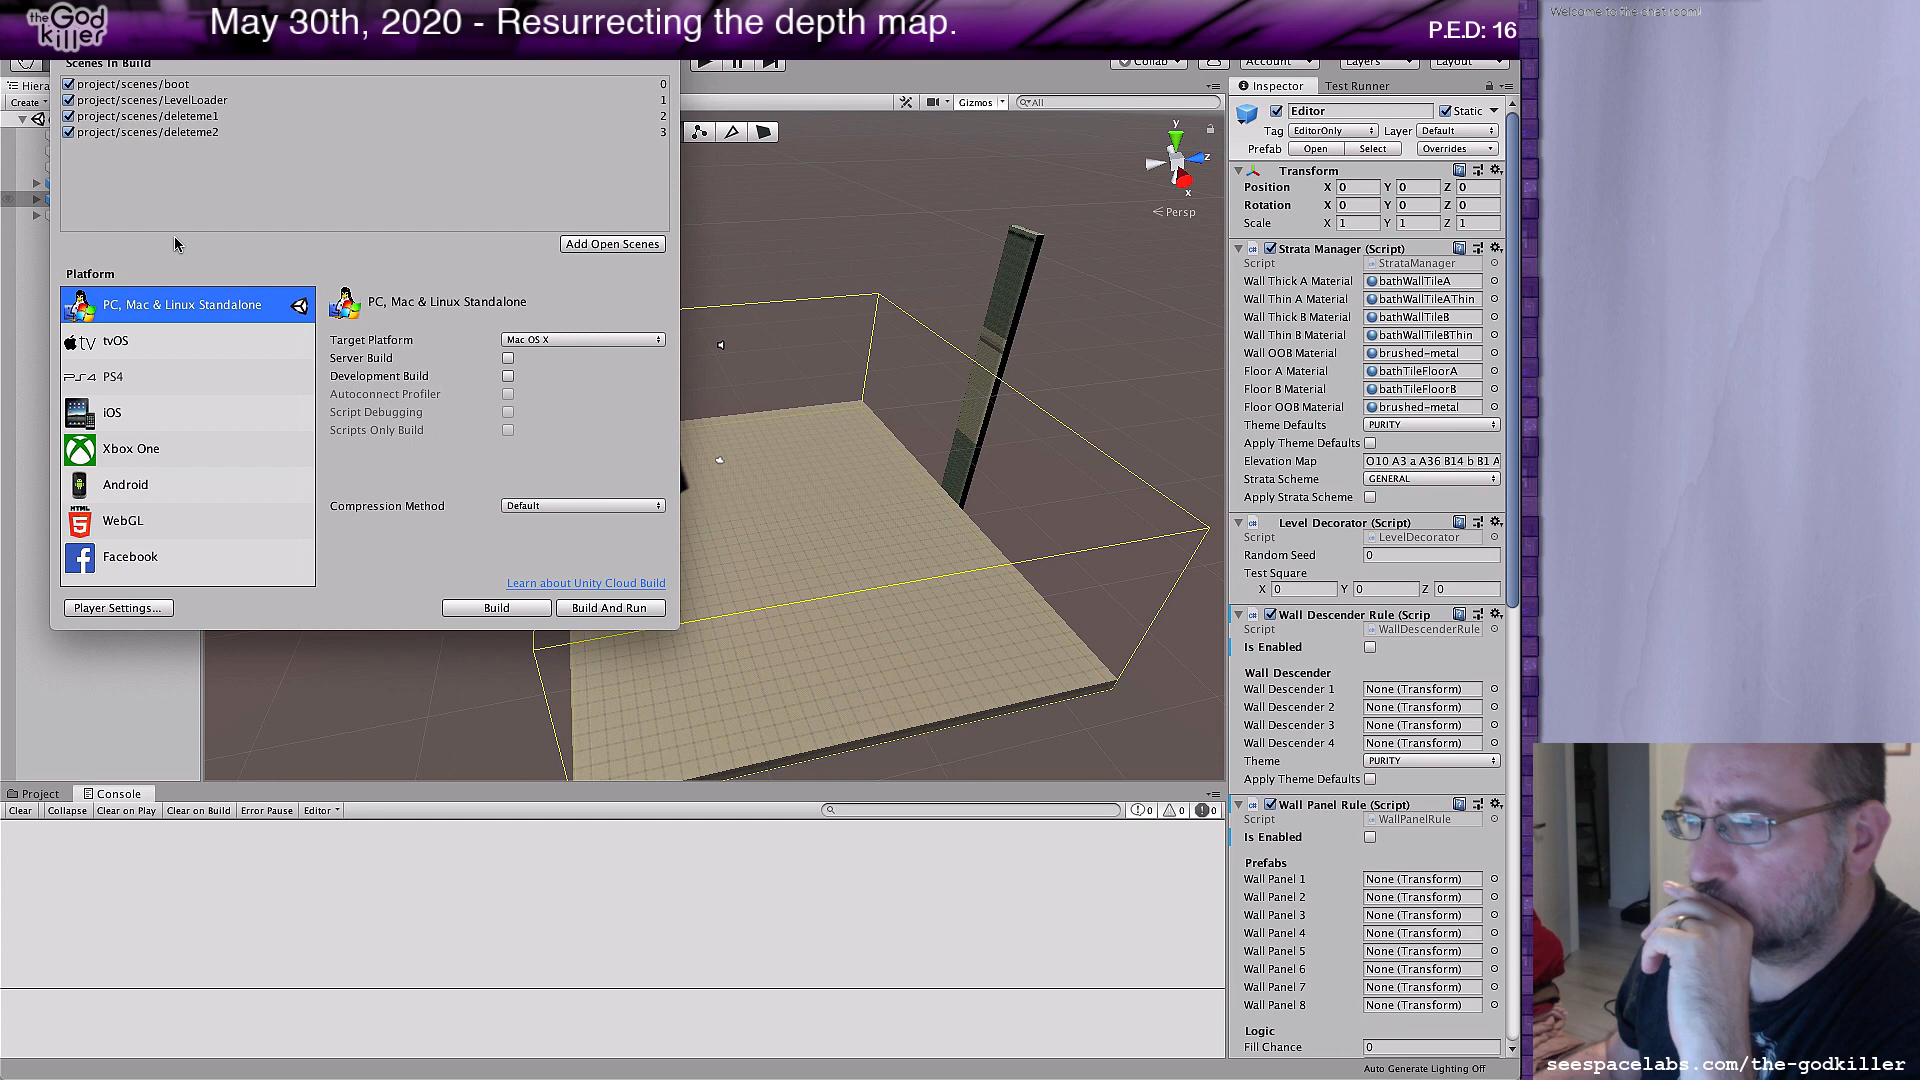 the God killer
May 30th, 2020 - Resurrecting the depth map.
P.E.D: 16
Welcome to the chat room!
Scenes In Build
project/scenes/boot 0
project/scenes/LevelLoader 1
project/scenes/deleteme1 2
project/scenes/deleteme2 3
Add Open Scenes
Platform
PC, Mac & Linux Standalone
tvOS
PS4
iOS
Xbox One
Android
WebGL
Facebook
PC, Mac & Linux Standalone
Target Platform Mac OS X
Server Build
Development Build
Autoconnect Profiler
Script Debugging
Scripts Only Build
Compression Method Default
Learn about Unity Cloud Build
Player Settings...
Build
Build And Run
Hiera
Create
Collab
Account
Layers
Layout
Gizmos
All
y
z
x
Persp
Inspector
Test Runner
Editor
Static
Tag EditorOnly Layer Default
Prefab Open Select Overrides
Transform
Position X 0 Y 0 Z 0
Rotation X 0 Y 0 Z 0
Scale X 1 Y 1 Z 1
Strata Manager (Script)
Script StrataManager
Wall Thick A Material bathWallTileA
Wall Thin A Material bathWallTileAThin
Wall Thick B Material bathWallTileB
Wall Thin B Material bathWallTileBThin
Wall OOB Material brushed-metal
Floor A Material bathTileFloorA
Floor B Material bathTileFloorB
Floor OOB Material brushed-metal
Theme Defaults PURITY
Apply Theme Defaults
Elevation Map O10 A3 a A36 B14 b B1 A
Strata Scheme GENERAL
Apply Strata Scheme
Level Decorator (Script)
Script LevelDecorator
Random Seed 0
Test Square
X 0 Y 0 Z 0
Wall Descender Rule (Scrip
Script WallDescenderRule
Is Enabled
Wall Descender
Wall Descender 1 None (Transform)
Wall Descender 2 None (Transform)
Wall Descender 3 None (Transform)
Wall Descender 4 None (Transform)
Theme PURITY
Apply Theme Defaults
Wall Panel Rule (Script)
Script WallPanelRule
Is Enabled
Prefabs
Wall Panel 1 None (Transform)
Wall Panel 2 None (Transform)
Wall Panel 3 None (Transform)
Wall Panel 4 None (Transform)
Wall Panel 5 None (Transform)
Wall Panel 6 None (Transform)
Wall Panel 7 None (Transform)
Wall Panel 8 None (Transform)
Logic
Fill Chance 0
Project
Console
Clear Collapse Clear on Play Clear on Build Error Pause Editor
0 0 0
Auto Generate Lighting Off
seespacelabs.com/the-godkiller